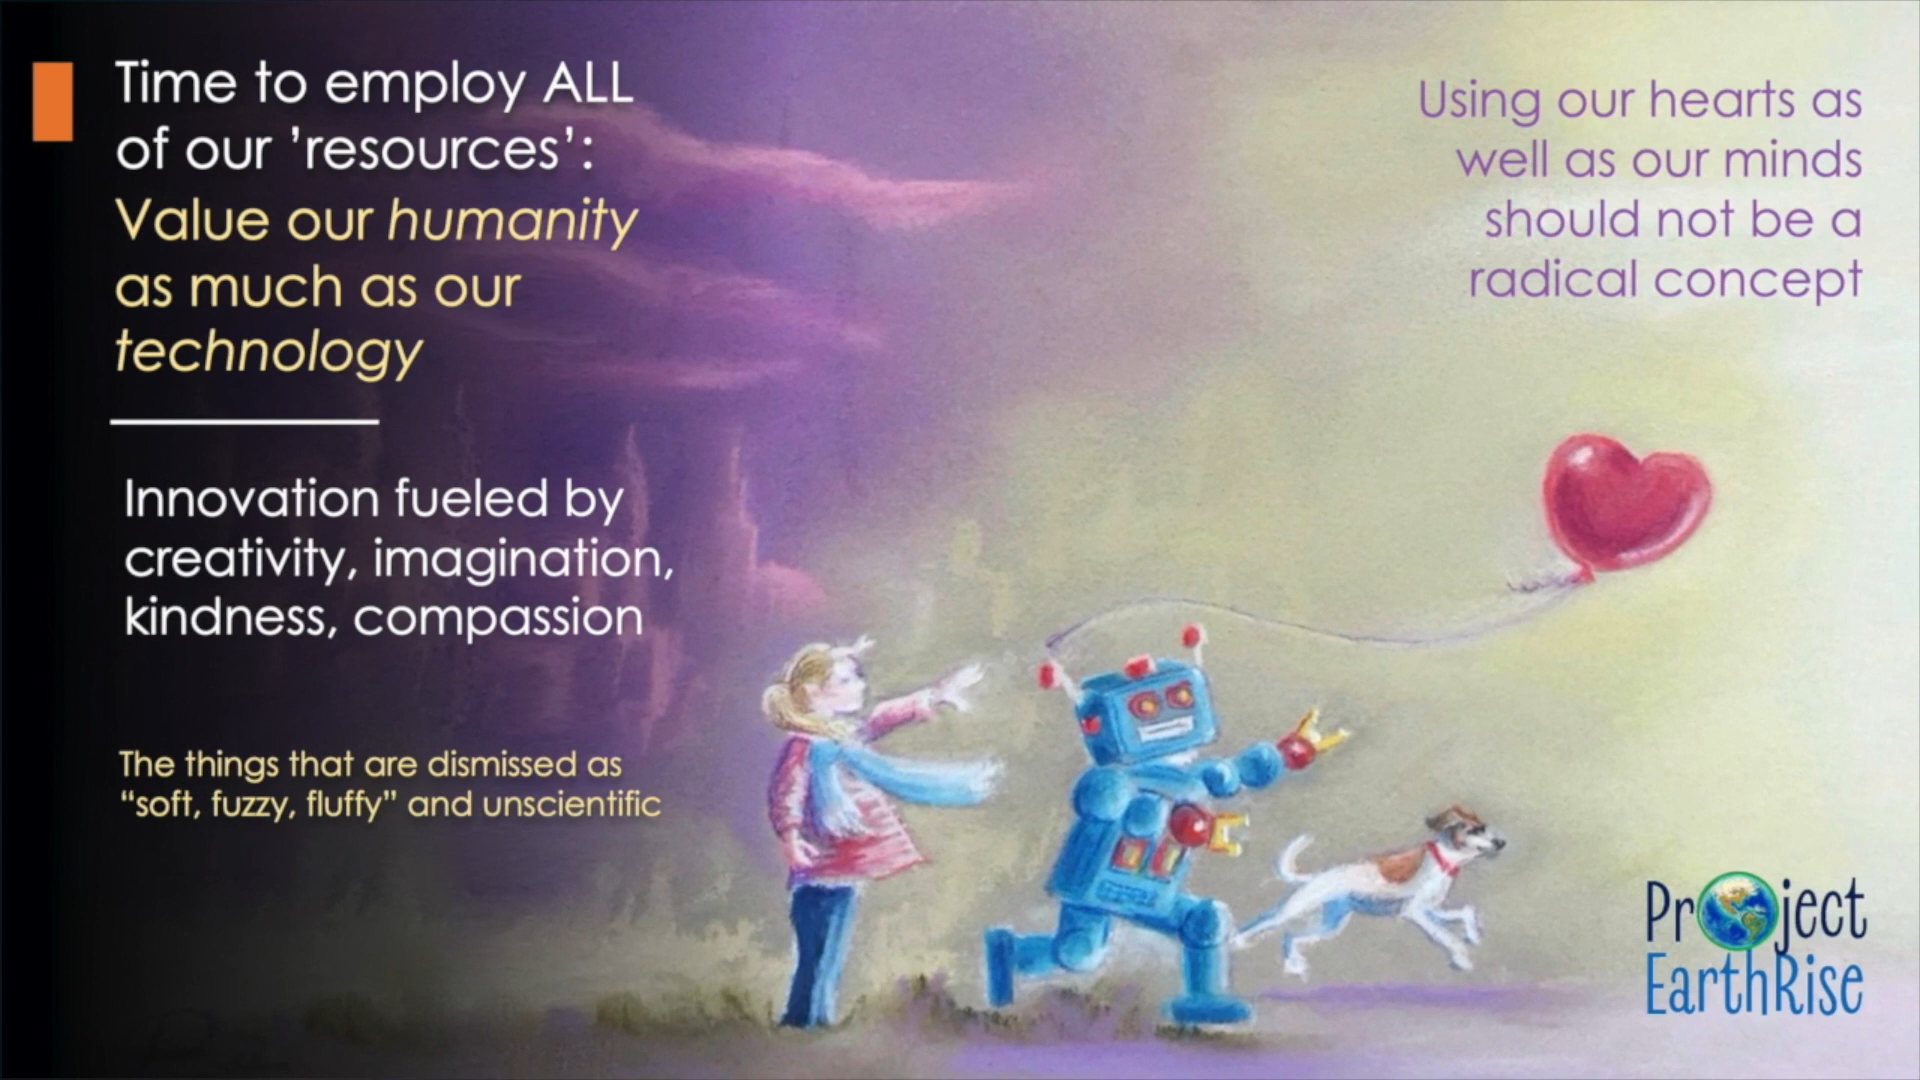 Time to employ ALL
of our ’resources’:
Value our humanity
as much as our
technology
Innovation fueled by
creativity, imagination,
kindness, compassion
The things that are dismissed as
“soft, fuzzy, fluffy” and unscientific
Using our hearts as
well as our minds
should not be a
radical concept
Project
EarthRise